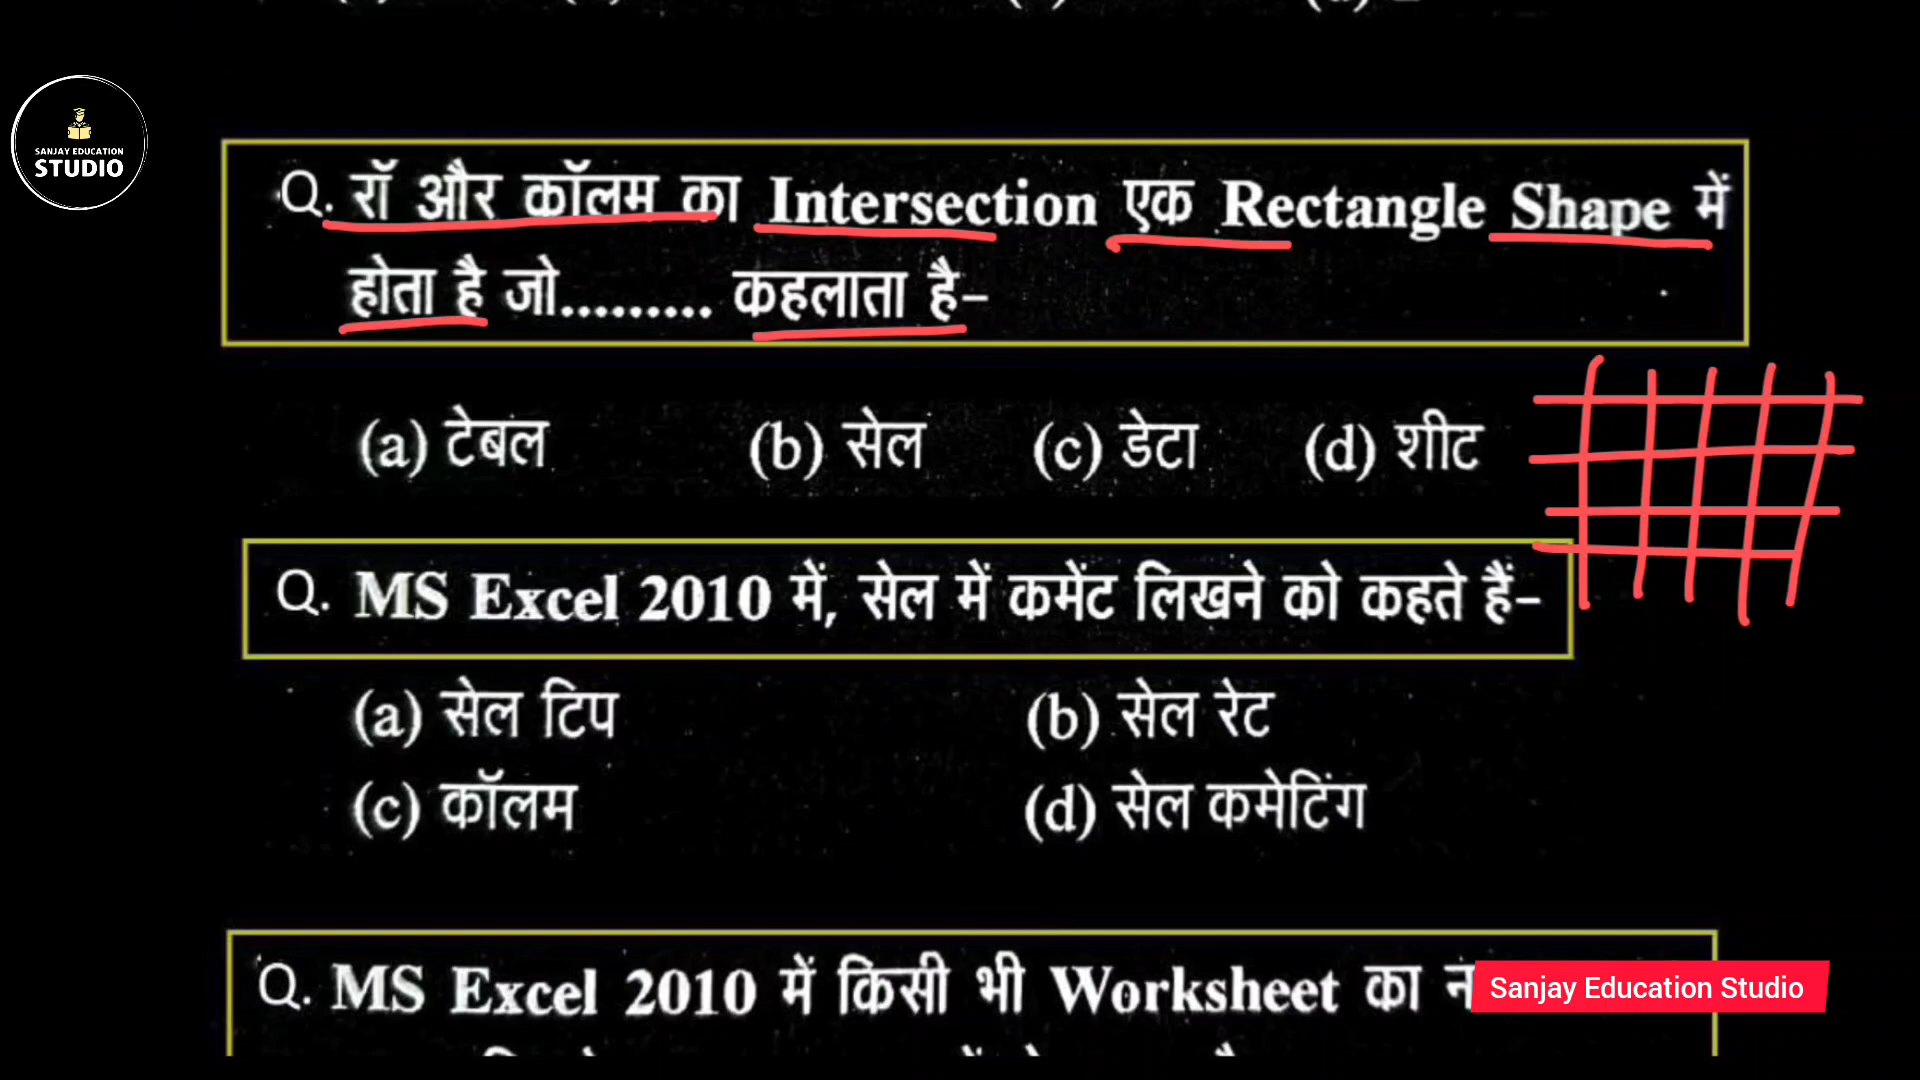 SANJAY EDUCATION
STUDIO
Q. रॉ और कॉलम का Intersection एक Rectangle Shape में
होता है जो......... कहलाता है-
(a) टेबल (b) सेल (c) डेटा (d) शीट
Q. MS Excel 2010 में, सेल में कमेंट लिखने को कहते हैं-
(a) सेल टिप (b) सेल रेट
(c) कॉलम (d) सेल कमेटिंग
Q. MS Excel 2010 में किसी भी Worksheet का
Sanjay Education Studio